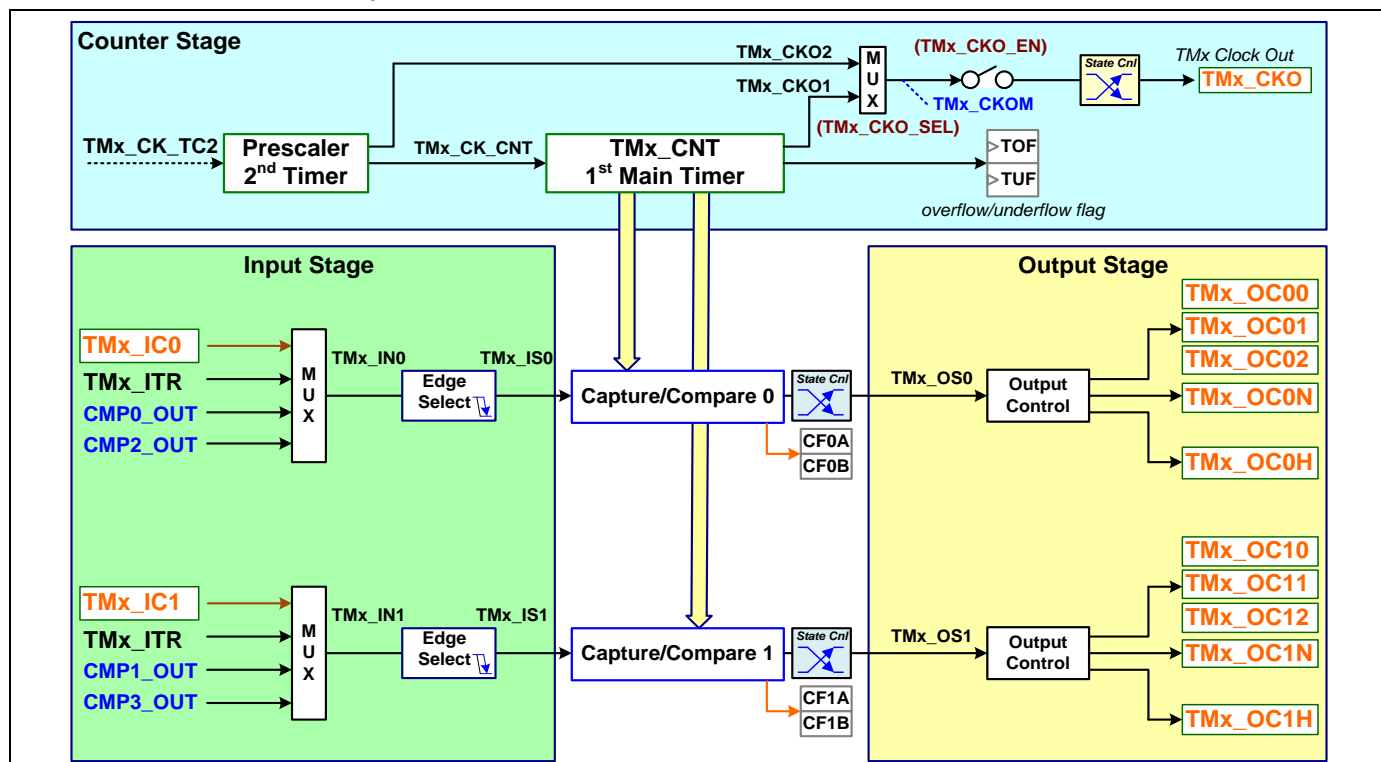 Counter Stage
TMx_CKO2
TMx_CKO1
M
U
X
(TMx_CKO_EN)
TMx_CKOM
(TMx_CKO_SEL)
State Cnl
TMx Clock Out
TMx_CKO
TMx_CK_TC2
Prescaler
2nd Timer
TMx_CK_CNT
TMx_CNT
1st Main Timer
TOF
TUF
overflow/underflow flag
Input Stage
TMx_IC0
TMx_ITR
CMP0_OUT
CMP2_OUT
M
U
X
TMx_IN0
Edge
Select
TMx_IS0
Capture/Compare 0
State Cnl
CF0A
CF0B
TMx_IC1
TMx_ITR
CMP1_OUT
CMP3_OUT
M
U
X
TMx_IN1
Edge
Select
TMx_IS1
Capture/Compare 1
State Cnl
CF1A
CF1B
Output Stage
TMx_OS0
Output
Control
TMx_OC00
TMx_OC01
TMx_OC02
TMx_OC0N
TMx_OC0H
TMx_OS1
Output
Control
TMx_OC10
TMx_OC11
TMx_OC12
TMx_OC1N
TMx_OC1H